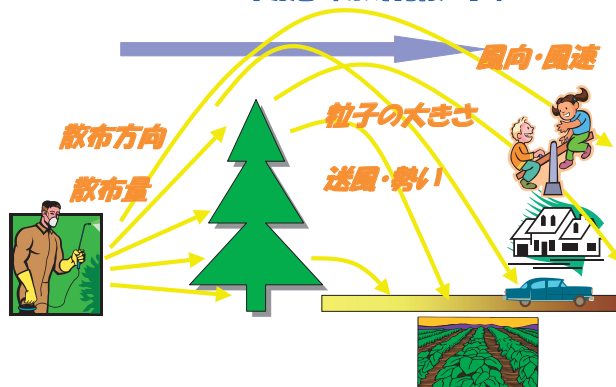 風向・風速
粒子の大きさ
散布方向
送風・勢い
散布量